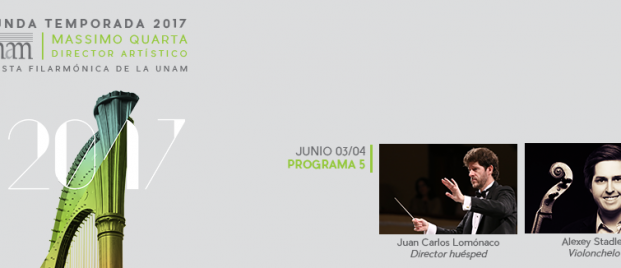 UNDA TEMPORADA 2017
nam
MASSIMO QUARTA
DIRECTOR ARTÍSTICO
STA FILARMÓNICA DE LA UNAM
2017
JUNIO 03/04
PROGRAMA 5
Juan Carlos Lomónaco
Director huésped
Alexey Stadle
Violonchelo